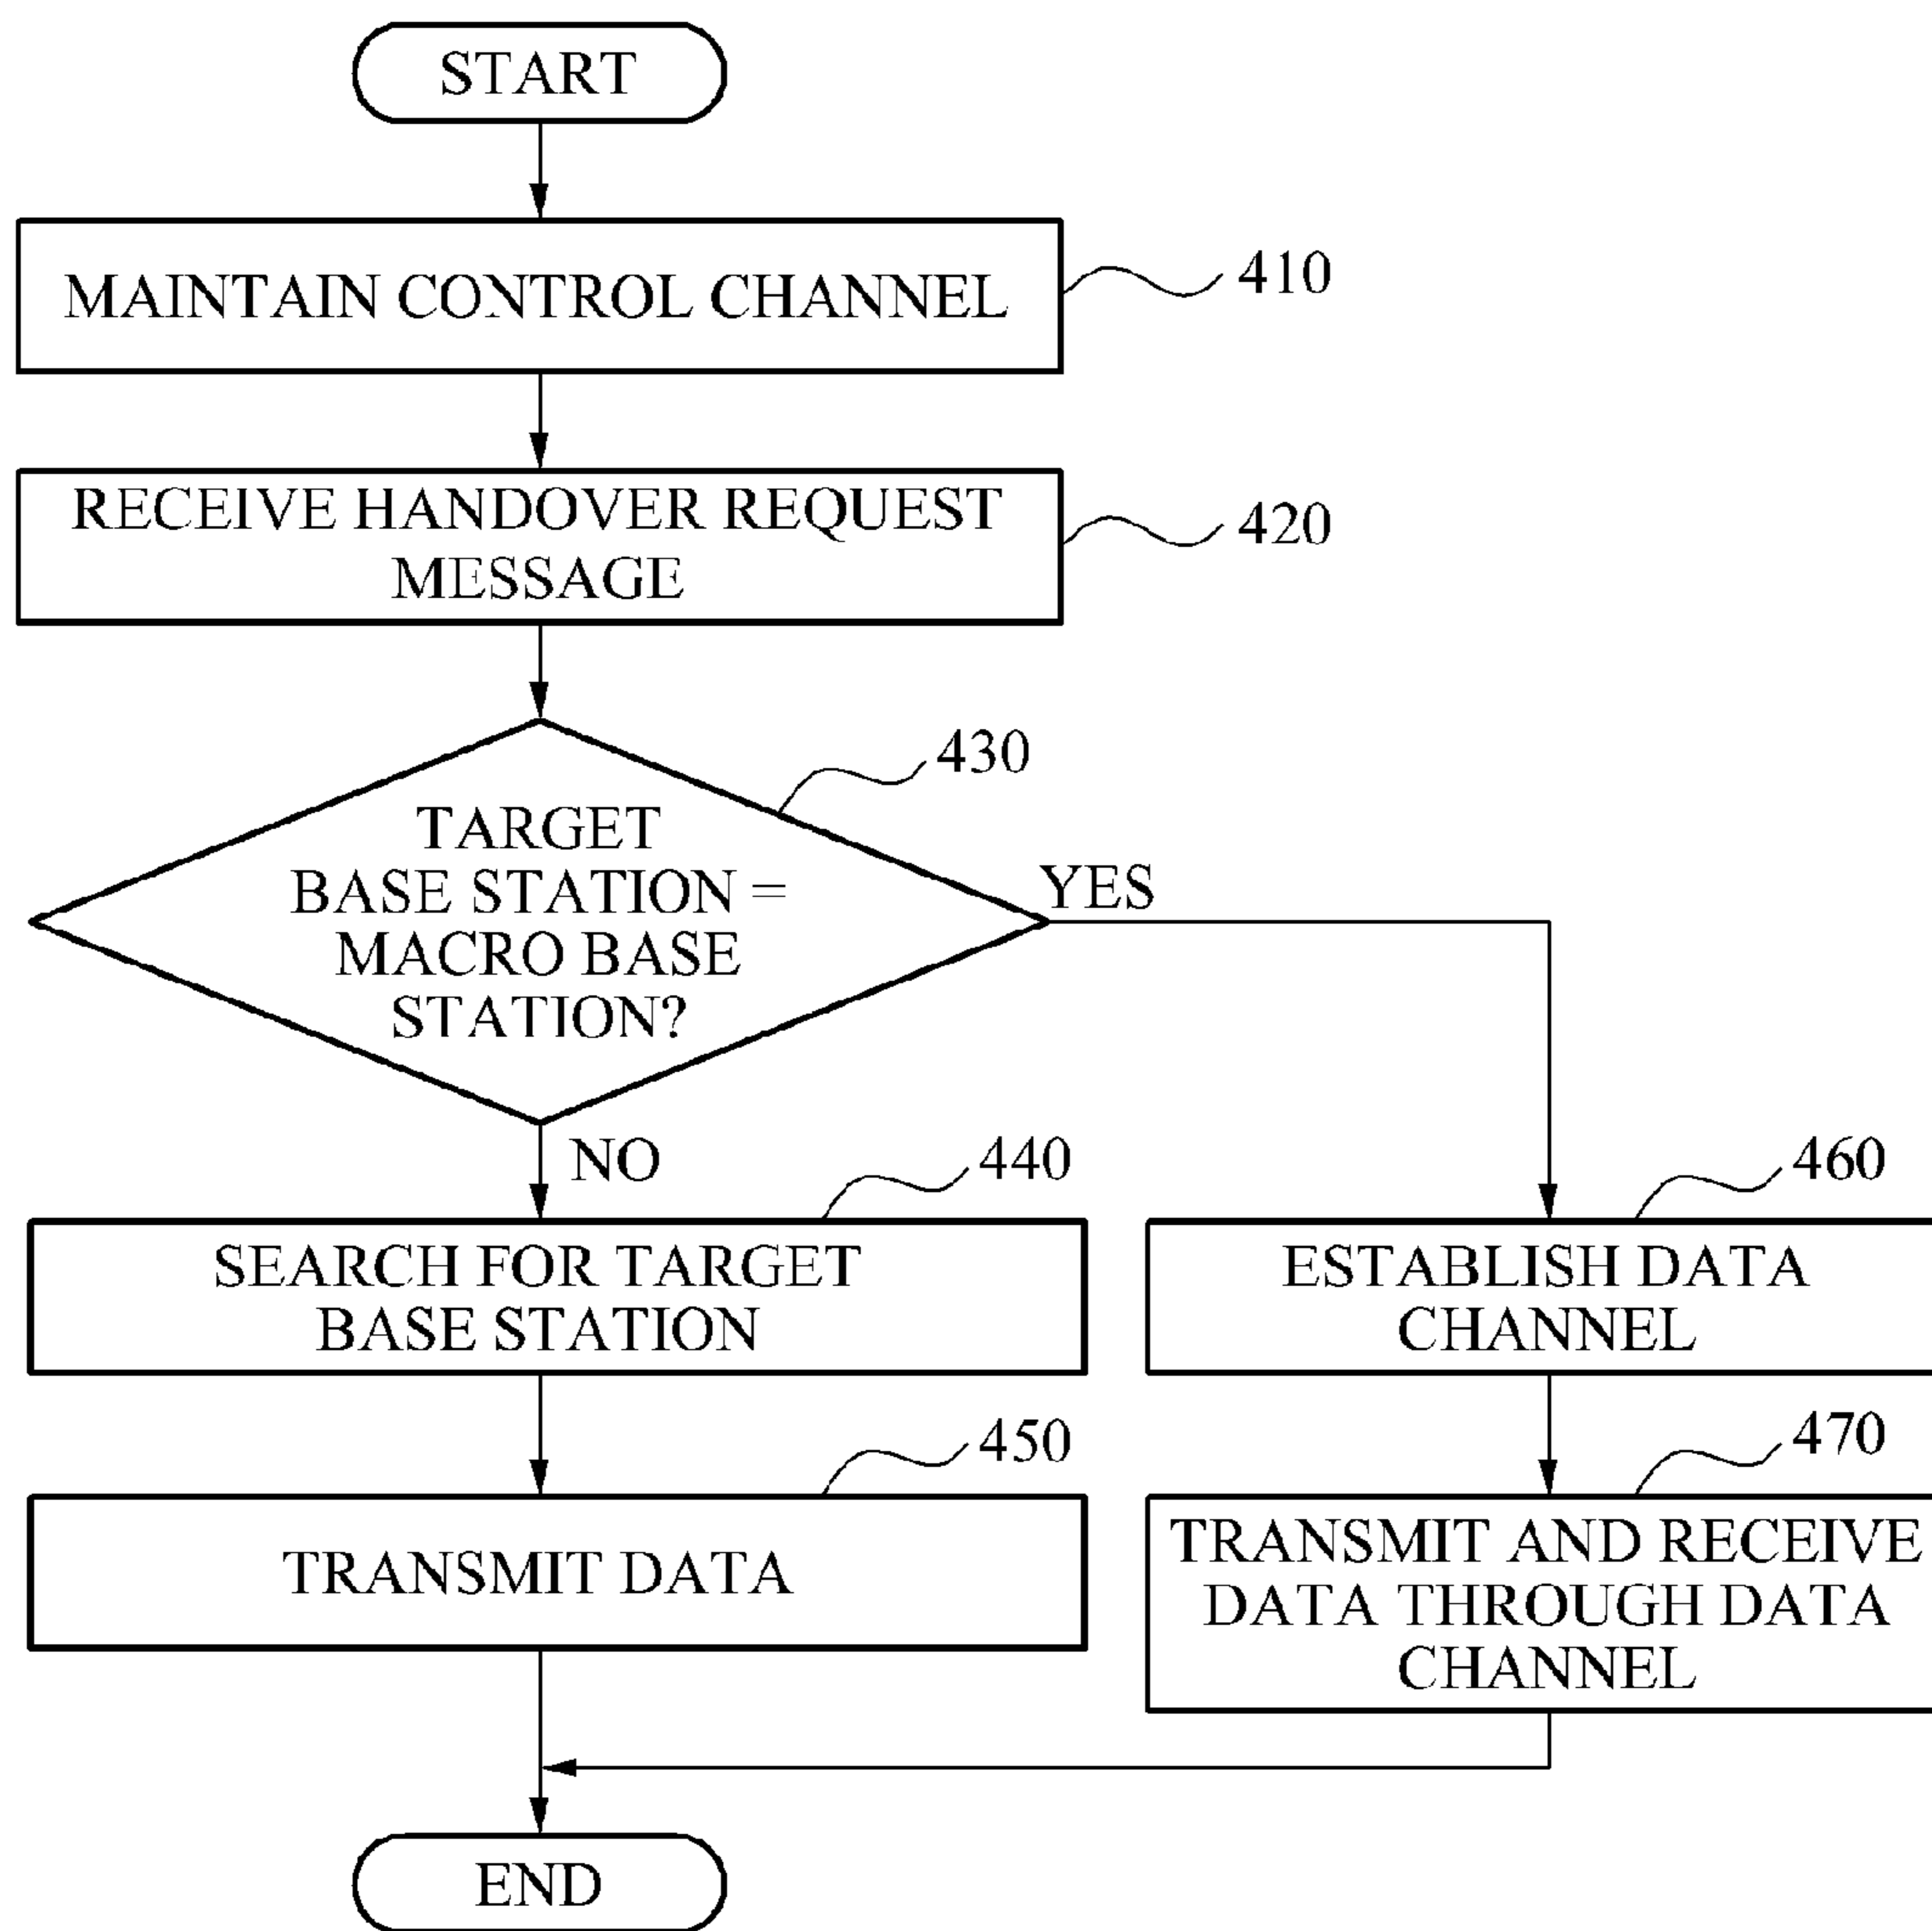 START
MAINTAIN CONTROL CHANNEL
410
RECEIVE HANDOVER REQUEST
MESSAGE
420
430
TARGET
BASE STATION =
MACRO BASE
STATION?
YES
NO
440
SEARCH FOR TARGET
BASE STATION
460
ESTABLISH DATA
CHANNEL
450
TRANSMIT DATA
470
TRANSMIT AND RECEIVE
DATA THROUGH DATA
CHANNEL
END